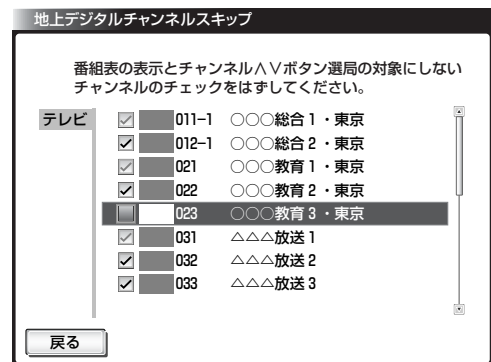 地上デジタルチャンネルスキップ
番組表の表示とチャンネル∧∨ボタン選局の対象にしない
チャンネルのチェックをはずしてください。
テレビ
011−1 ○○○総合1・東京
012−1 ○○○総合2・東京
021 ○○○教育1・東京
022 ○○○教育2・東京
023 ○○○教育3・東京
031 △△△放送1
032 △△△放送2
033 △△△放送3
戻る